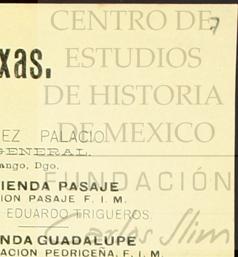 CENTRO DE
7
ESTUDIOS
xas.
DE HISTORIA
DE MEXICO
EZ PALACIO
GENERAL.
ango, Dgo.
FUNDACIÓN
IENDA PASAJE
ION PASAJE F. I. M.
EDUARDO TRIGUEROS.
Carlos Slim
NDA GUADALUPE
ACION PEDRICEÑA, F. I. M.